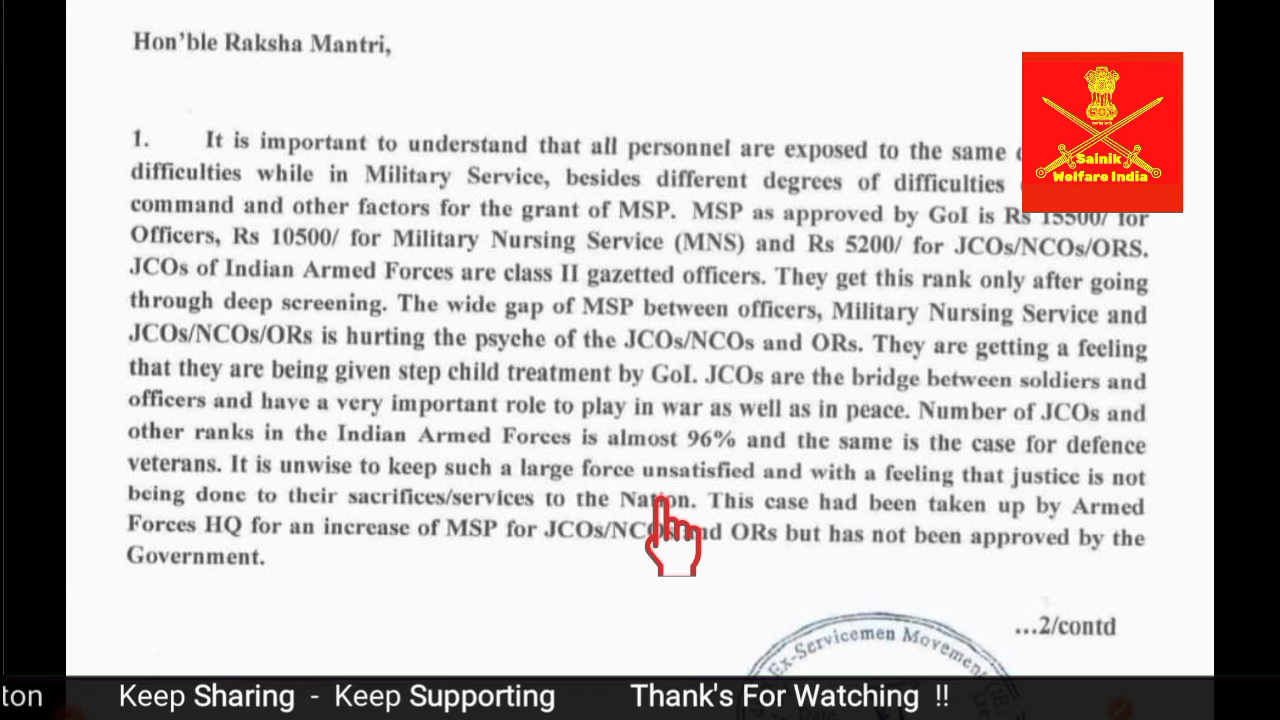 Hon'ble Raksha Mantri,
1. It is important to understand that all personnel are exposed to the same
difficulties while in Military Service, besides different degrees of difficulties
command and other factors for the grant of MSP. MSP as approved by GoI is Rs 15500/ for
Officers, Rs 10500/ for Military Nursing Service (MNS) and Rs 5200/ for JCOs/NCOs/ORS.
JCOs of Indian Armed Forces are class II gazetted officers. They get this rank only after going
through deep screening. The wide gap of MSP between officers, Military Nursing Service and
JCOs/NCOs/ORs is hurting the psyche of the JCOs/NCOs and ORs. They are getting a feeling
that they are being given step child treatment by GoI. JCOs are the bridge between soldiers and
officers and have a very important role to play in war as well as in peace. Number of JCOs and
other ranks in the Indian Armed Forces is almost 96% and the same is the case for defence
veterans. It is unwise to keep such a large force unsatisfied and with a feeling that justice is not
being done to their sacrifices/services to the Nation. This case had been taken up by Armed
Forces HQ for an increase of MSP for JCOs/NCOs and ORs but has not been approved by the
Government.
...2/contd
Ex-Servicemen Movement
Sainik
Welfare India
ton Keep Sharing - Keep Supporting Thank's For Watching !!